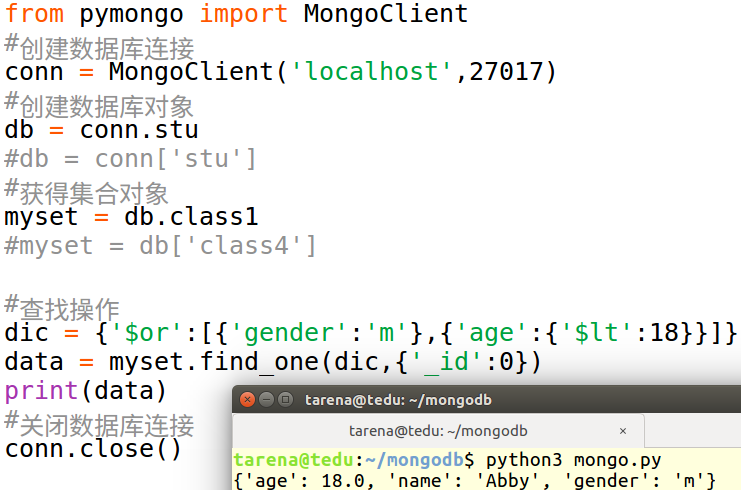 from pymongo import MongoClient
#创建数据库连接
conn = MongoClient('localhost',27017)
#创建数据库对象
db = conn.stu
#db = conn['stu']
#获得集合对象
myset = db.class1
#myset = db['class4']
#查找操作
dic = {'$or':[{'gender':'m'},{'age':{'$lt':18}}]}
data = myset.find_one(dic,{'_id':0})
print(data)
#关闭数据库连接
conn.close()
tarena@tedu: ~/mongodb
tarena@tedu: ~/mongodb ×
tarena@tedu:~/mongodb$ python3 mongo.py
{'age': 18.0, 'name': 'Abby', 'gender': 'm'}